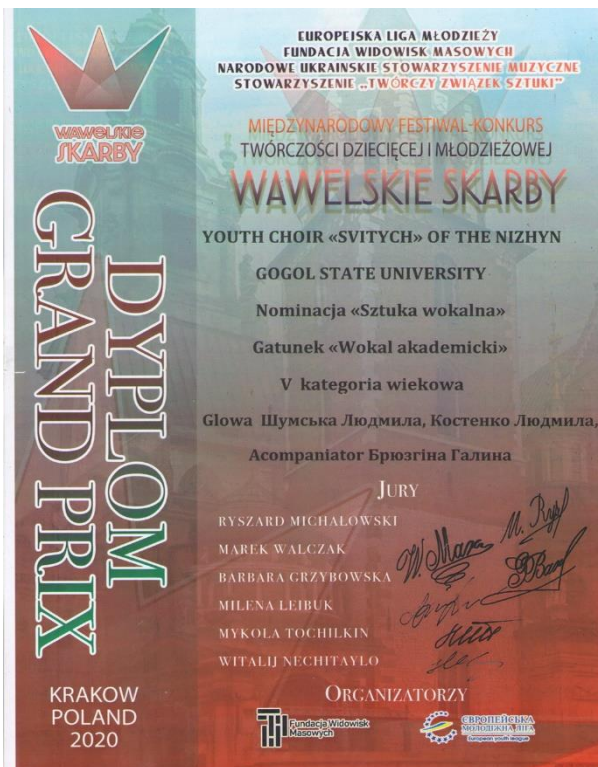 EUROPEJSKA LIGA MŁODZIEŻY
FUNDACJA WIDOWISK MASOWYCH
NARODOWE UKRAIŃSKIE STOWARZYSZENIE MUZYCZNE
STOWARZYSZENIE „TWÓRCZY ZWIĄZEK SZTUKI”
WAWELSKIE
SKARBY
MIĘDZYNARODOWY FESTIWAL-KONKURS
TWÓRCZOŚCI DZIECIĘCEJ I MŁODZIEŻOWEJ
WAWELSKIE SKARBY
DYPLOM
GRAND PRIX
YOUTH CHOIR «SVITYCH» OF THE NIZHYN
GOGOL STATE UNIVERSITY
Nominacja «Sztuka wokalna»
Gatunek «Wokal akademicki»
V kategoria wiekowa
Glowa Шумська Людмила, Костенко Людмила,
Acompaniator Брюзгіна Галина
JURY
RYSZARD MICHAŁOWSKI
MAREK WALCZAK
BARBARA GRZYBOWSKA
MILENA LEIBUK
MYKOLA TOCHILKIN
WITALIJ NECHITAYLO
KRAKOW
POLAND
2020
ORGANIZATORZY
Fundacja Widowisk
Masowych
ЄВРОПЕЙСЬКА
МОЛОДІЖНА ЛІГА
european youth league